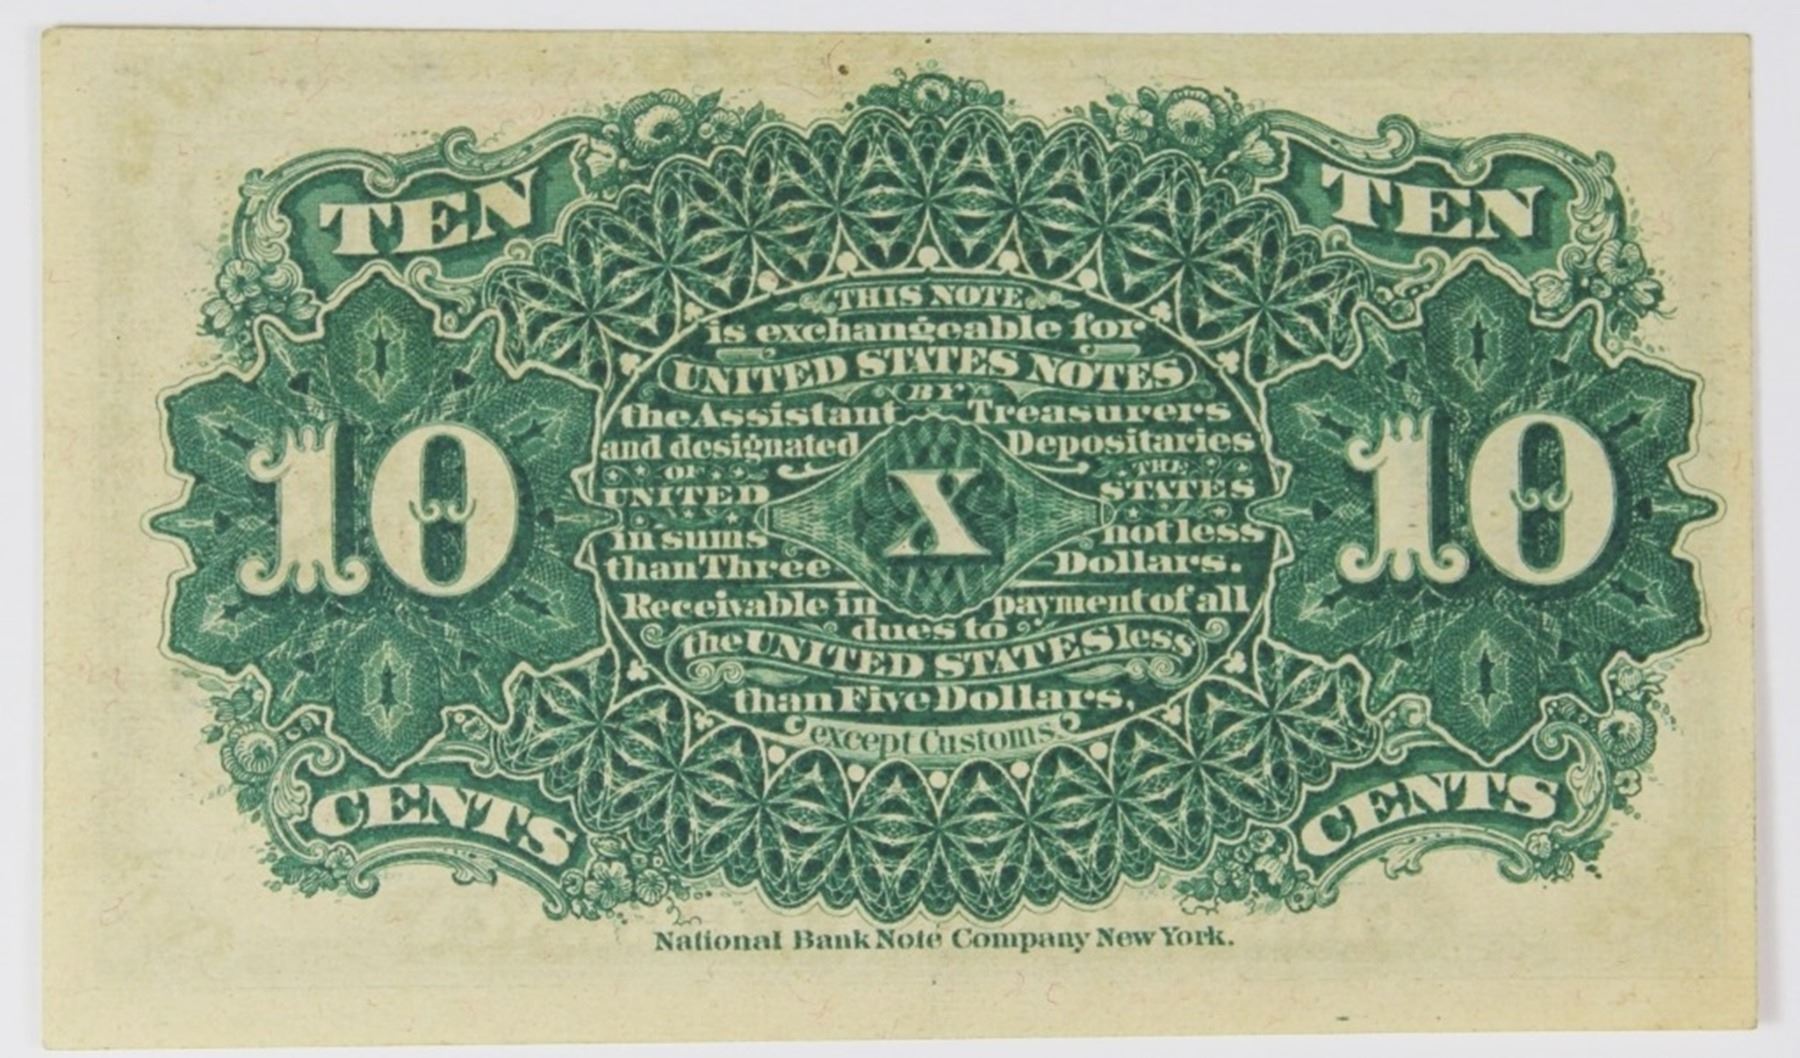 TEN TEN
THIS NOTE
is exchangeable for
UNITED STATES NOTES
BY
the Assistant Treasurers
and designated Depositaries
OF THE
UNITED STATES
10 X 10
in sums not less
than Three Dollars.
Receivable in payment of all
dues to
the UNITED STATES less
than Five Dollars,
except Customs
CENTS CENTS
National Bank Note Company New York.